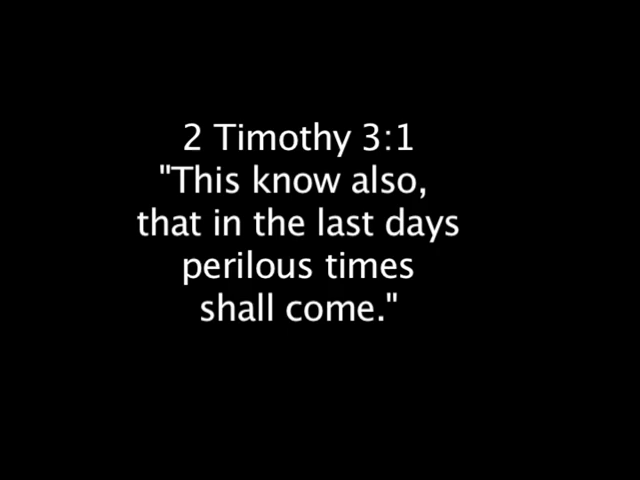 2 Timothy 3:1
"This know also,
that in the last days
perilous times
shall come."